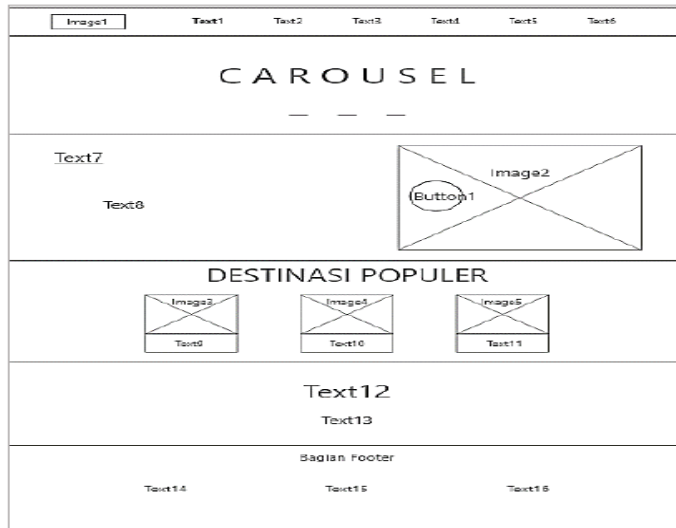 Image1 Text1 Text2 Text3 Text4 Text5 Text6
CAROUSEL
Text7
Image2
Button1
Text8
DESTINASI POPULER
Image3 Image4 Image5
Text9 Text10 Text11
Text12
Text13
Bagian Footer
Text14 Text15 Text16